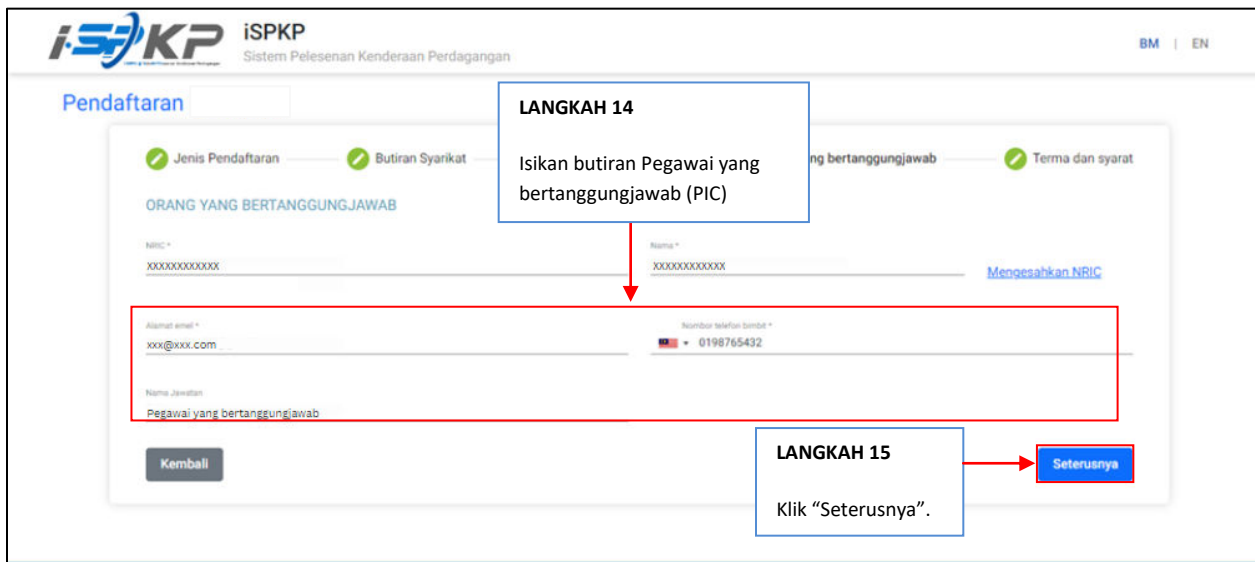 iSPKP
iSPKP
Sistem Pelesenan Kenderaan Perdagangan
BM | EN
Pendaftaran
LANGKAH 14
Isikan butiran Pegawai yang
bertanggungjawab (PIC)
Jenis Pendaftaran
Butiran Syarikat
ng bertanggungjawab
Terma dan syarat
ORANG YANG BERTANGGUNGJAWAB
NRIC *
Nama *
XXXXXXXXXXXX
XXXXXXXXXXXX
Mengesahkan NRIC
Alamat emel *
Nombor telefon bimbit *
xxx@xxx.com
0198765432
Nama Jawatan
Pegawai yang bertanggungjawab
Kembali
LANGKAH 15
Klik “Seterusnya”.
Seterusnya